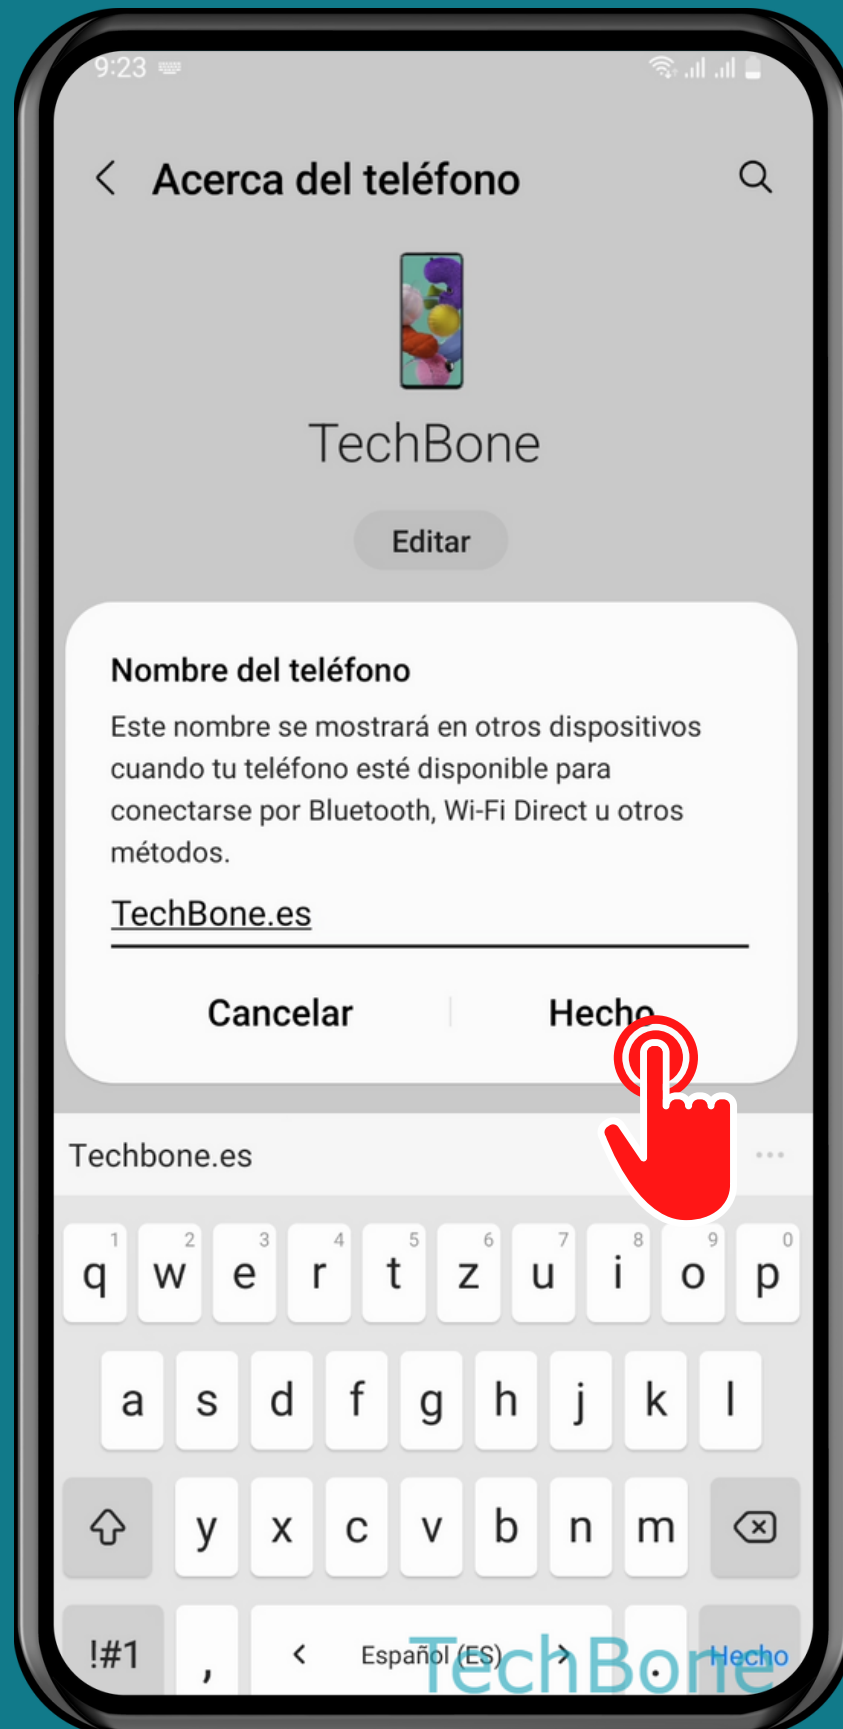 9:23
Acerca del teléfono
TechBone
Editar
Nombre del teléfono
Este nombre se mostrará en otros dispositivos
cuando tu teléfono esté disponible para
conectarse por Bluetooth, Wi-Fi Direct u otros
métodos.
TechBone.es
Cancelar Hecho
Techbone.es ...
1 2 3 4 5 6 7 8 9 0
q w e r t z u i o p
a s d f g h j k l
y x c v b n m
!#1 , < Español (ES) > . Hecho
TechBone